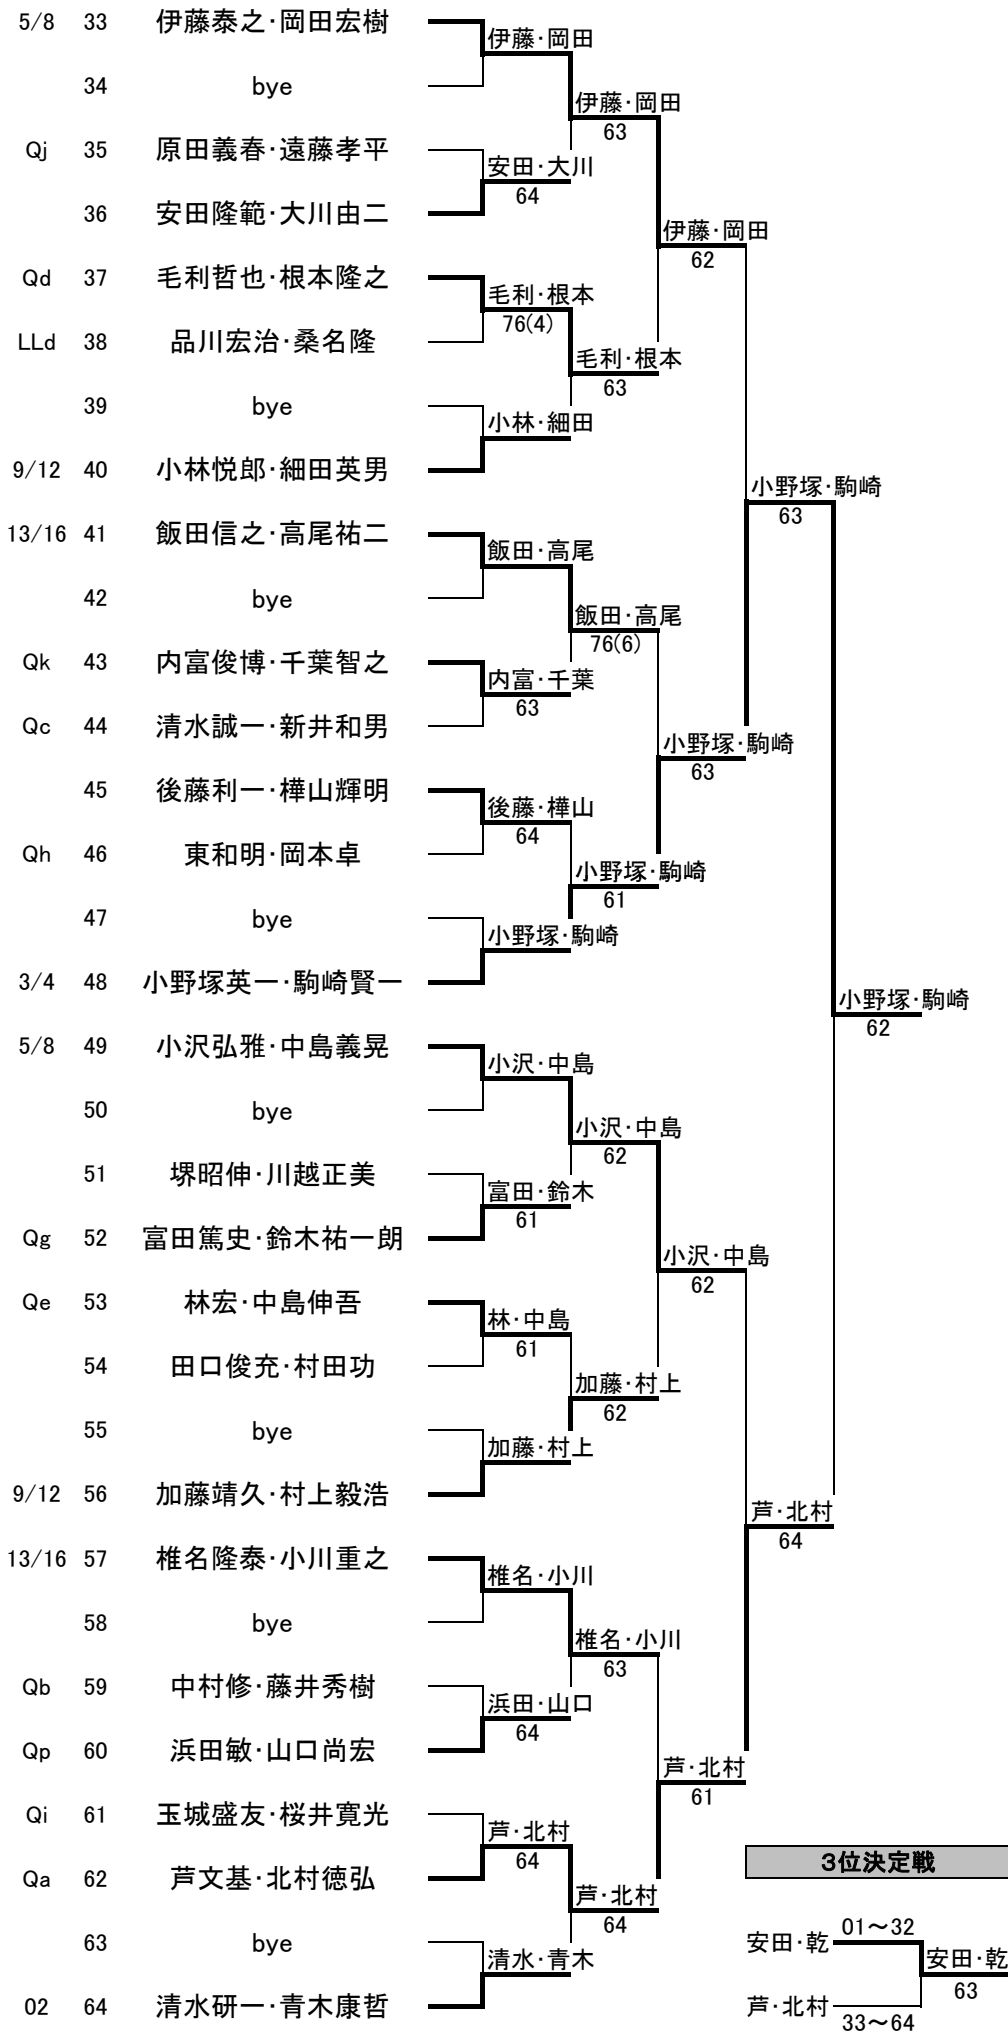 5/8 33 伊藤泰之・岡田宏樹
伊藤・岡田
34 bye
伊藤・岡田
63
Qj 35 原田義春・遠藤孝平
安田・大川
64
36 安田隆範・大川由二
伊藤・岡田
62
Qd 37 毛利哲也・根本隆之
毛利・根本
76(4)
LLd 38 品川宏治・桑名隆
毛利・根本
63
39 bye
小林・細田
9/12 40 小林悦郎・細田英男
小野塚・駒崎
63
13/16 41 飯田信之・高尾祐二
飯田・高尾
42 bye
飯田・高尾
76(6)
Qk 43 内富俊博・千葉智之
内富・千葉
63
Qc 44 清水誠一・新井和男
小野塚・駒崎
63
45 後藤利一・樺山輝明
後藤・樺山
64
Qh 46 東和明・岡本卓
小野塚・駒崎
61
47 bye
小野塚・駒崎
3/4 48 小野塚英一・駒崎賢一
小野塚・駒崎
62
5/8 49 小沢弘雅・中島義晃
小沢・中島
50 bye
小沢・中島
62
51 堺昭伸・川越正美
富田・鈴木
61
Qg 52 富田篤史・鈴木祐一朗
小沢・中島
62
Qe 53 林宏・中島伸吾
林・中島
61
54 田口俊充・村田功
加藤・村上
62
55 bye
加藤・村上
9/12 56 加藤靖久・村上毅浩
芦・北村
64
13/16 57 椎名隆泰・小川重之
椎名・小川
58 bye
椎名・小川
63
Qb 59 中村修・藤井秀樹
浜田・山口
64
Qp 60 浜田敏・山口尚宏
芦・北村
61
Qi 61 玉城盛友・桜井寛光
芦・北村
64
Qa 62 芦文基・北村徳弘
芦・北村
64
63 bye
清水・青木
02 64 清水研一・青木康哲
3位決定戦
01～32
安田・乾
安田・乾
63
芦・北村
33～64